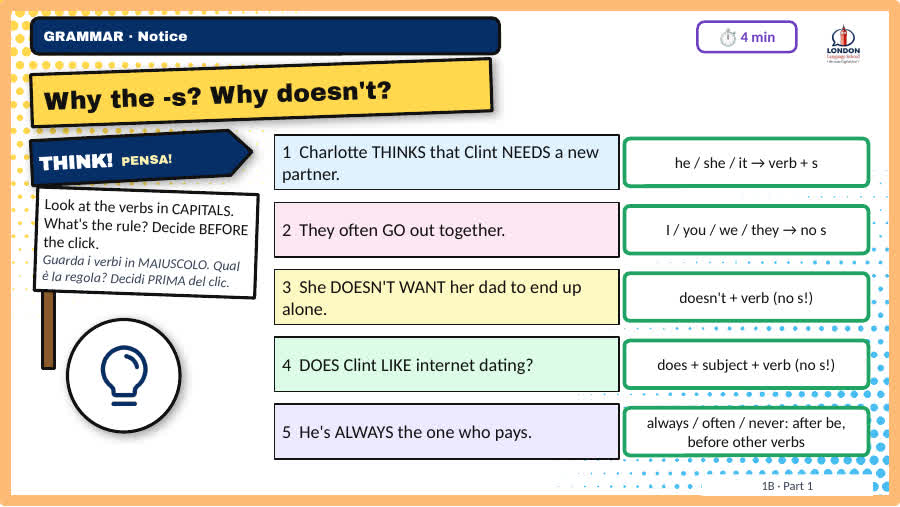 GRAMMAR · Notice
⏱️ 4 min
LONDON
Language School
Why the -s? Why doesn't?
THINK! PENSA!
Look at the verbs in CAPITALS.
What's the rule? Decide BEFORE
the click.
Guarda i verbi in MAIUSCOLO. Qual
è la regola? Decidi PRIMA del clic.
1 Charlotte THINKS that Clint NEEDS a new
partner.
he / she / it → verb + s
2 They often GO out together.
I / you / we / they → no s
3 She DOESN'T WANT her dad to end up
alone.
doesn't + verb (no s!)
4 DOES Clint LIKE internet dating?
does + subject + verb (no s!)
5 He's ALWAYS the one who pays.
always / often / never: after be,
before other verbs
1B · Part 1